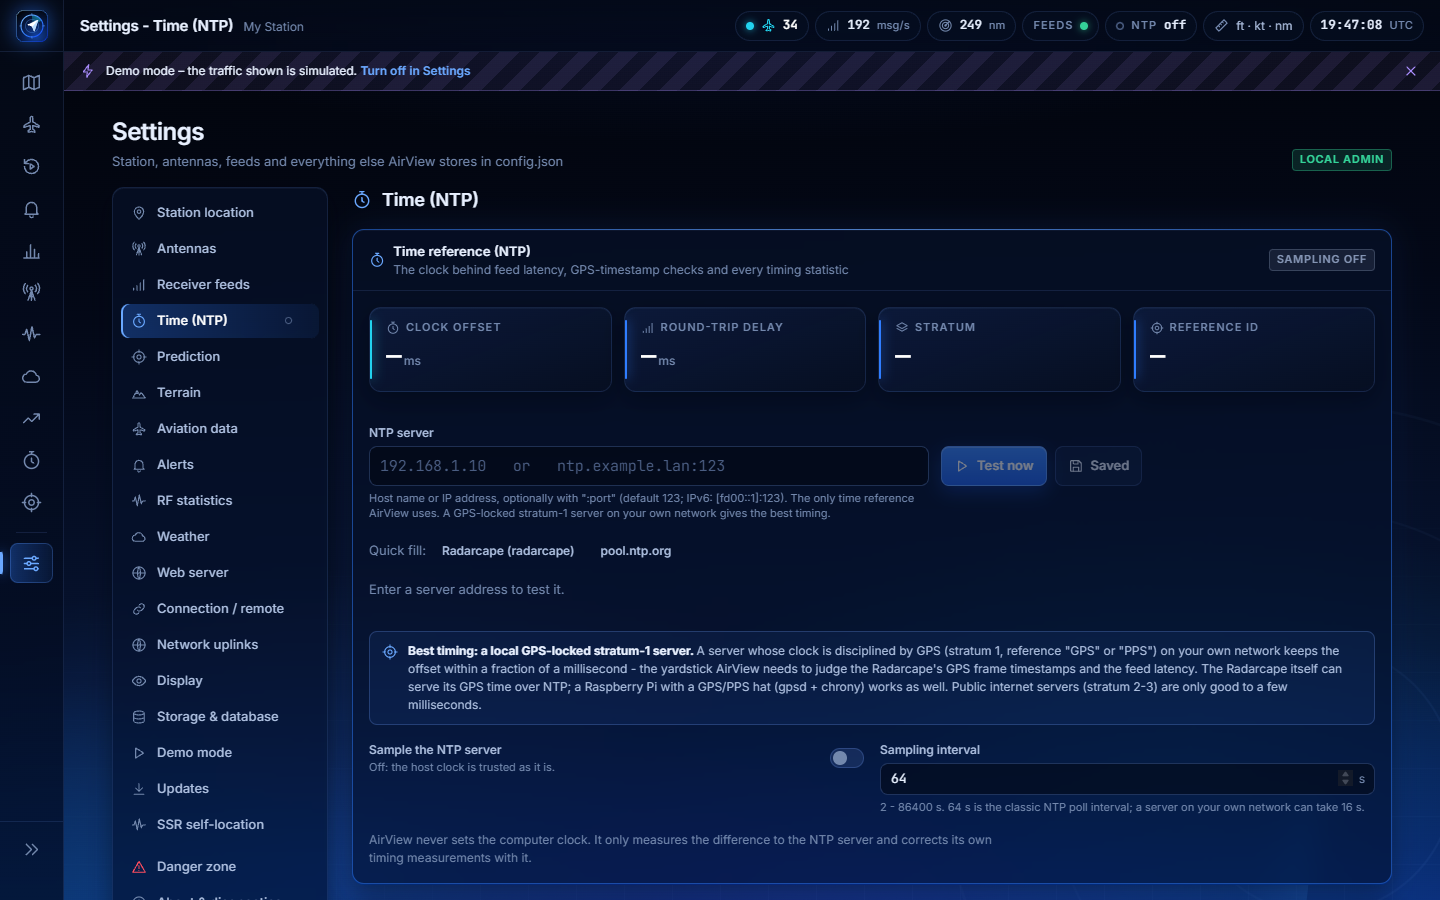 Settings - Time (NTP) My Station
34
192 msg/s
249 nm
FEEDS
NTP off
ft · kt · nm
19:47:08 UTC
Demo mode – the traffic shown is simulated. Turn off in Settings
Settings
Station, antennas, feeds and everything else AirView stores in config.json
LOCAL ADMIN
Station location
Antennas
Receiver feeds
Time (NTP)
Prediction
Terrain
Aviation data
Alerts
RF statistics
Weather
Web server
Connection / remote
Network uplinks
Display
Storage & database
Demo mode
Updates
SSR self-location
Danger zone
Time (NTP)
Time reference (NTP)
The clock behind feed latency, GPS-timestamp checks and every timing statistic
SAMPLING OFF
CLOCK OFFSET
— ms
ROUND-TRIP DELAY
— ms
STRATUM
—
REFERENCE ID
—
NTP server
192.168.1.10 or ntp.example.lan:123
Test now
Saved
Host name or IP address, optionally with ":port" (default 123; IPv6: [fd00::1]:123). The only time reference
AirView uses. A GPS-locked stratum-1 server on your own network gives the best timing.
Quick fill: Radarcape (radarcape) pool.ntp.org
Enter a server address to test it.
Best timing: a local GPS-locked stratum-1 server. A server whose clock is disciplined by GPS (stratum 1, reference "GPS" or "PPS") on your own network keeps the
offset within a fraction of a millisecond - the yardstick AirView needs to judge the Radarcape's GPS frame timestamps and the feed latency. The Radarcape itself can
serve its GPS time over NTP; a Raspberry Pi with a GPS/PPS hat (gpsd + chrony) works as well. Public internet servers (stratum 2-3) are only good to a few
milliseconds.
Sample the NTP server
Off: the host clock is trusted as it is.
Sampling interval
64 s
2 - 86400 s. 64 s is the classic NTP poll interval; a server on your own network can take 16 s.
AirView never sets the computer clock. It only measures the difference to the NTP server and corrects its own
timing measurements with it.